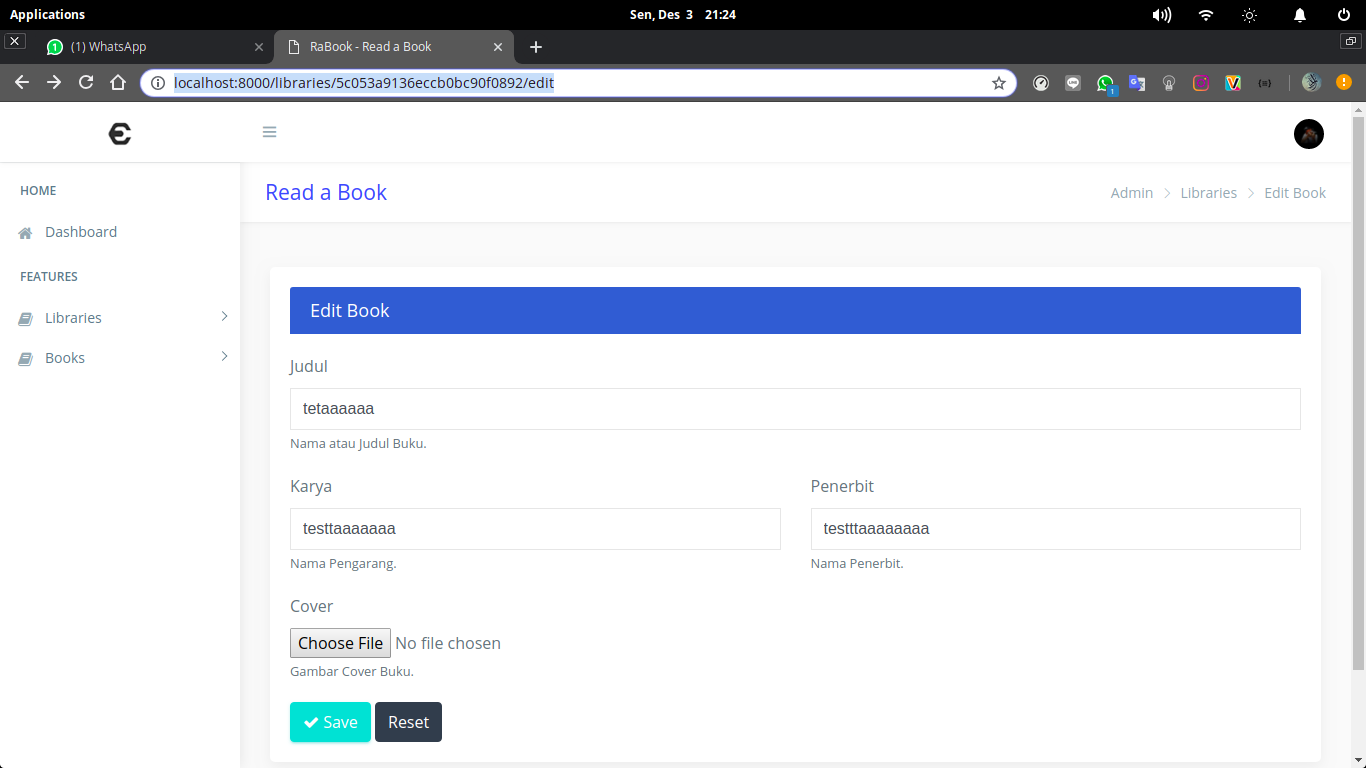 Applications
Sen, Des 3 21:24
(1) WhatsApp
RaBook - Read a Book
localhost:8000/libraries/5c053a9136eccb0bc90f0892/edit
1
Read a Book
Admin
Libraries
Edit Book
HOME
Dashboard
FEATURES
Libraries
Books
Edit Book
Judul
tetaaaaaa
Nama atau Judul Buku.
Karya
testtaaaaaaa
Nama Pengarang.
Penerbit
testttaaaaaaaa
Nama Penerbit.
Cover
Choose File No file chosen
Gambar Cover Buku.
Save
Reset